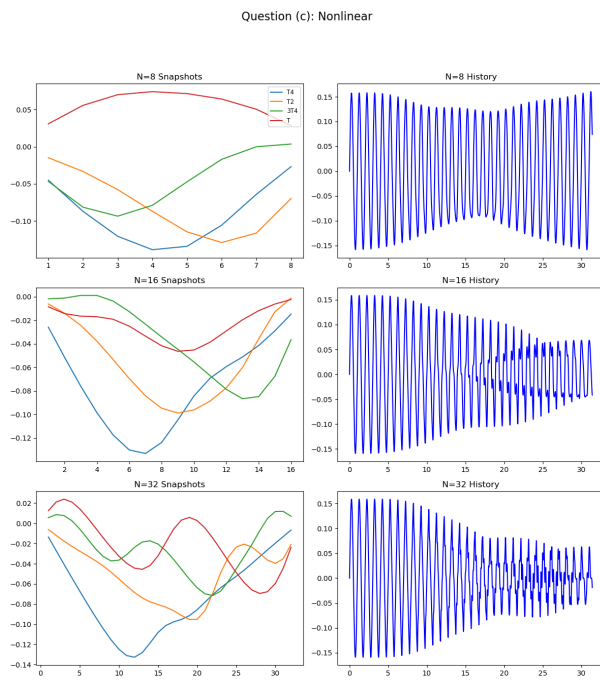 Question (c): Nonlinear
N=8 Snapshots
0.05
0.00
−0.05
−0.10
1 2 3 4 5 6 7 8
T4
T2
3T4
T
N=8 History
0.15
0.10
0.05
0.00
−0.05
−0.10
−0.15
0 5 10 15 20 25 30
N=16 Snapshots
0.00
−0.02
−0.04
−0.06
−0.08
−0.10
−0.12
2 4 6 8 10 12 14 16
N=16 History
0.15
0.10
0.05
0.00
−0.05
−0.10
−0.15
0 5 10 15 20 25 30
N=32 Snapshots
0.02
0.00
−0.02
−0.04
−0.06
−0.08
−0.10
−0.12
−0.14
0 5 10 15 20 25 30
N=32 History
0.15
0.10
0.05
0.00
−0.05
−0.10
−0.15
0 5 10 15 20 25 30